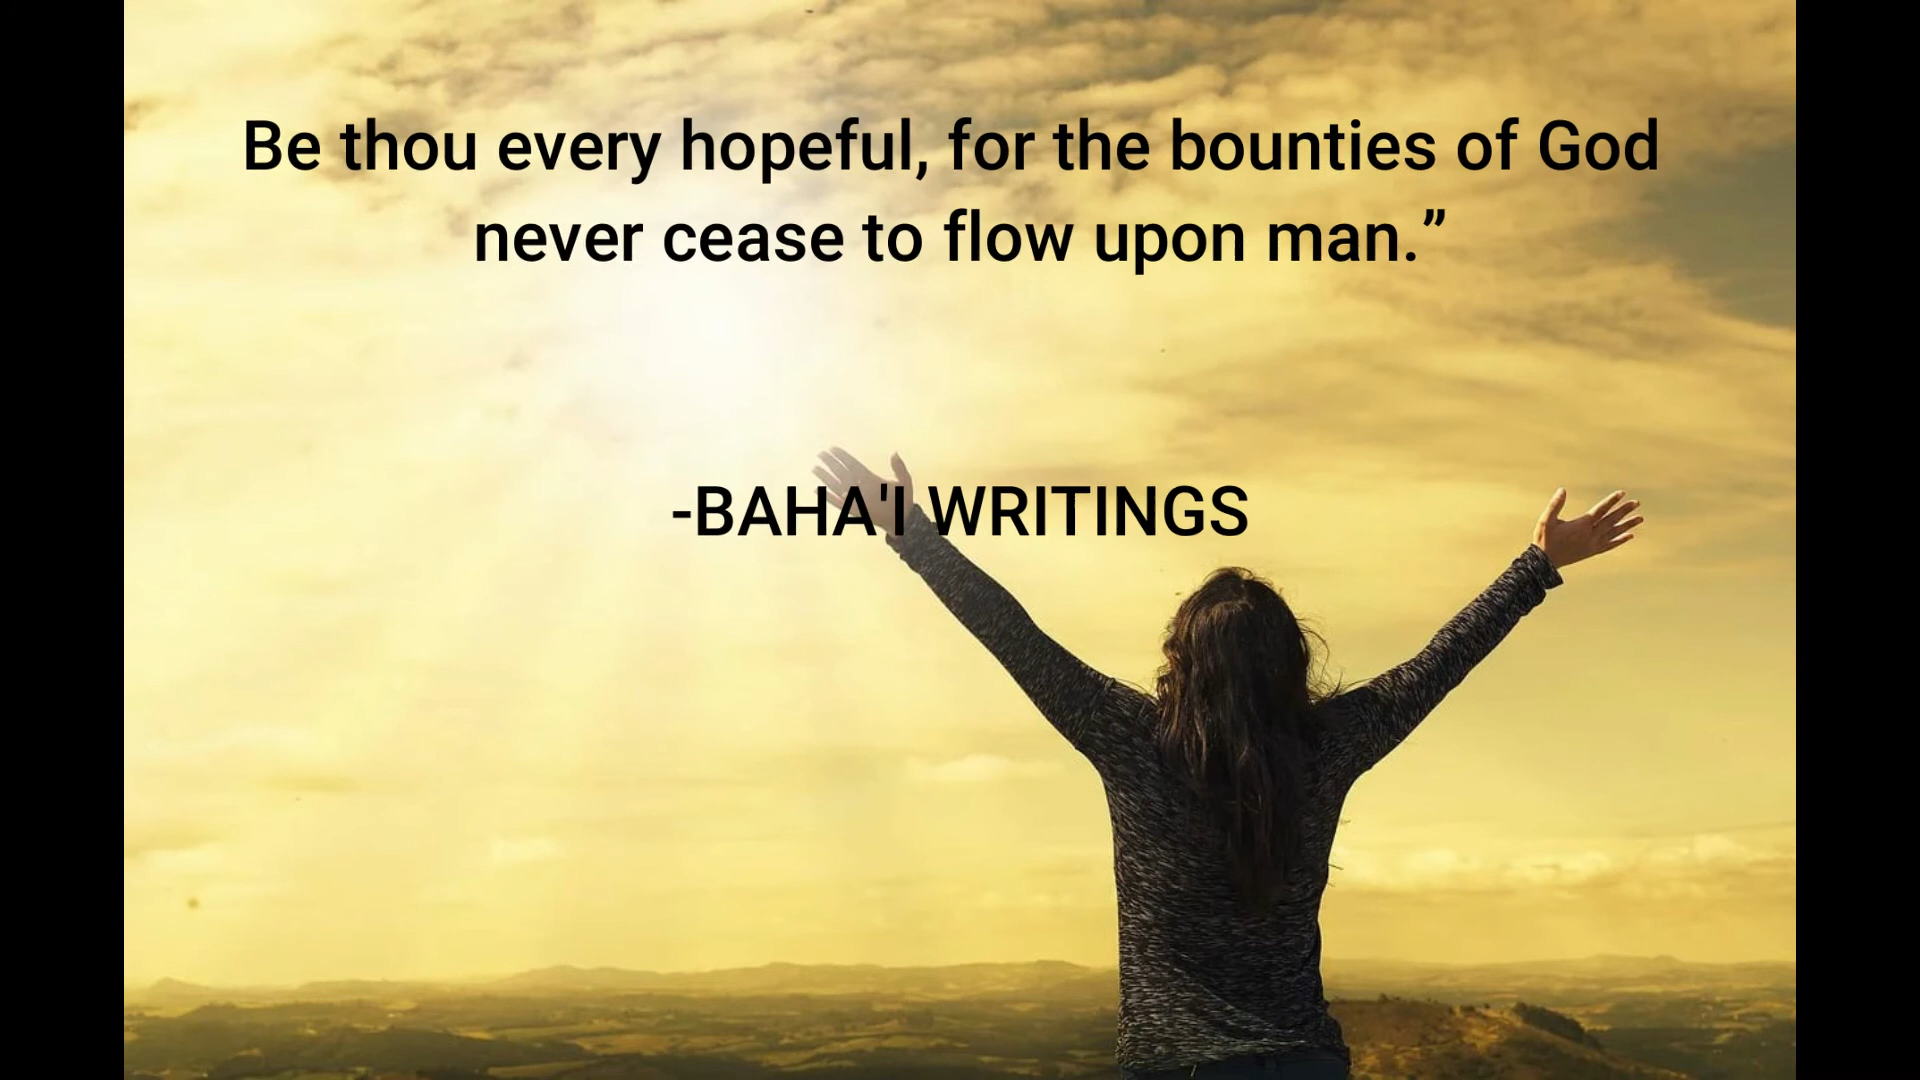 Be thou every hopeful, for the bounties of God
never cease to flow upon man.”
-BAHA'I WRITINGS